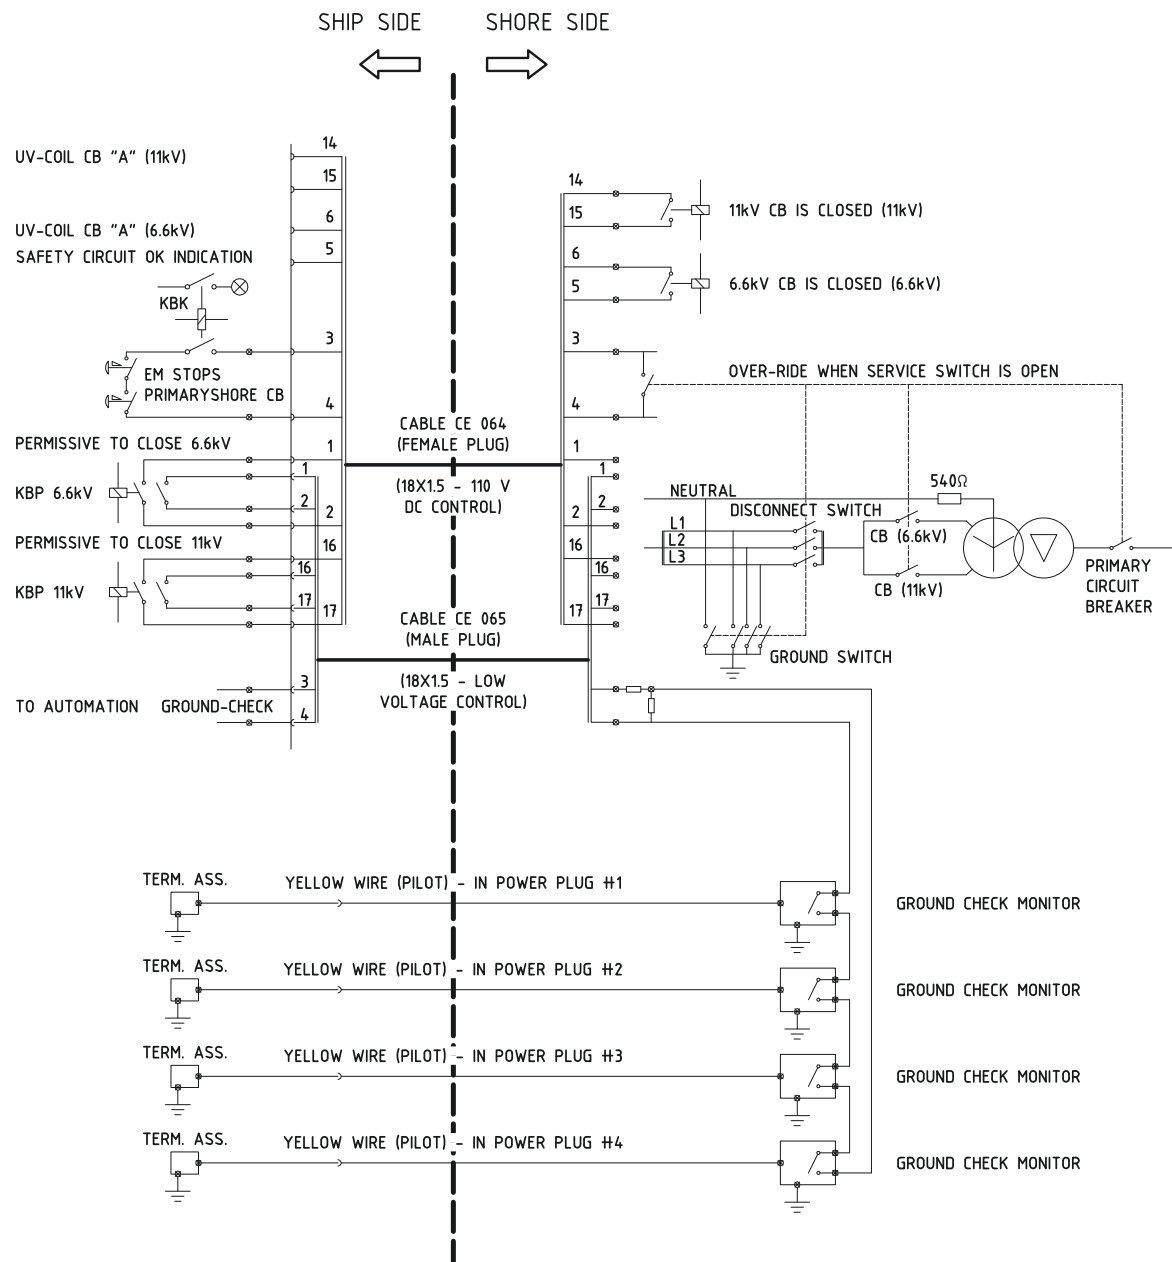 SHIP SIDE
SHORE SIDE
14
UV-COIL CB "A" (11kV)
15
14
15
11kV CB IS CLOSED (11kV)
6
UV-COIL CB "A" (6.6kV)
5
SAFETY CIRCUIT OK INDICATION
6
5
6.6kV CB IS CLOSED (6.6kV)
KBK
3
3
EM STOPS
PRIMARYSHORE CB
OVER-RIDE WHEN SERVICE SWITCH IS OPEN
4
4
CABLE CE 064
(FEMALE PLUG)
PERMISSIVE TO CLOSE 6.6kV
1
1
1
1
(18X1.5 - 110 V
DC CONTROL)
KBP 6.6kV
2
2
2
2
NEUTRAL
540Ω
DISCONNECT SWITCH
L1
L2
L3
CB (6.6kV)
CB (11kV)
PRIMARY
CIRCUIT
BREAKER
PERMISSIVE TO CLOSE 11kV
16
16
16
16
KBP 11kV
17
17
17
17
CABLE CE 065
(MALE PLUG)
GROUND SWITCH
(18X1.5 - LOW
VOLTAGE CONTROL)
3
TO AUTOMATION
GROUND-CHECK
4
TERM. ASS.
YELLOW WIRE (PILOT) - IN POWER PLUG #1
GROUND CHECK MONITOR
TERM. ASS.
YELLOW WIRE (PILOT) - IN POWER PLUG #2
GROUND CHECK MONITOR
TERM. ASS.
YELLOW WIRE (PILOT) - IN POWER PLUG #3
GROUND CHECK MONITOR
TERM. ASS.
YELLOW WIRE (PILOT) - IN POWER PLUG #4
GROUND CHECK MONITOR